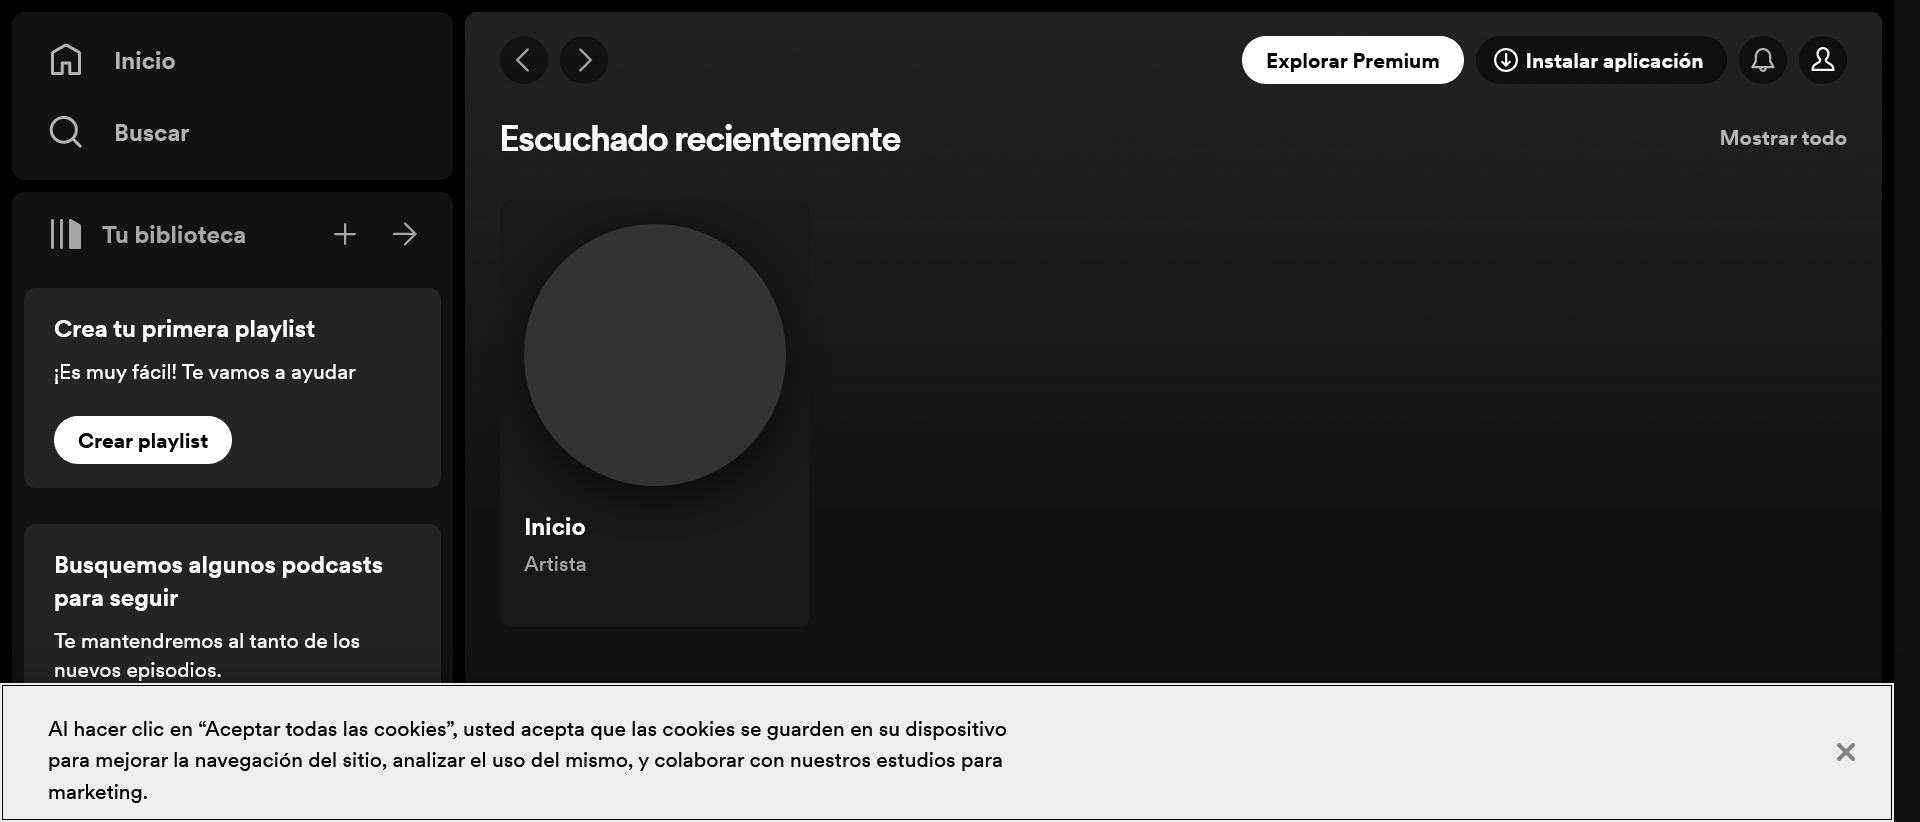 Inicio
Buscar
Tu biblioteca
Crea tu primera playlist
¡Es muy fácil! Te vamos a ayudar
Crear playlist
Busquemos algunos podcasts
para seguir
Te mantendremos al tanto de los
nuevos episodios.
Explorar Premium
Instalar aplicación
Escuchado recientemente
Mostrar todo
Inicio
Artista
Al hacer clic en “Aceptar todas las cookies”, usted acepta que las cookies se guarden en su dispositivo
para mejorar la navegación del sitio, analizar el uso del mismo, y colaborar con nuestros estudios para
marketing.